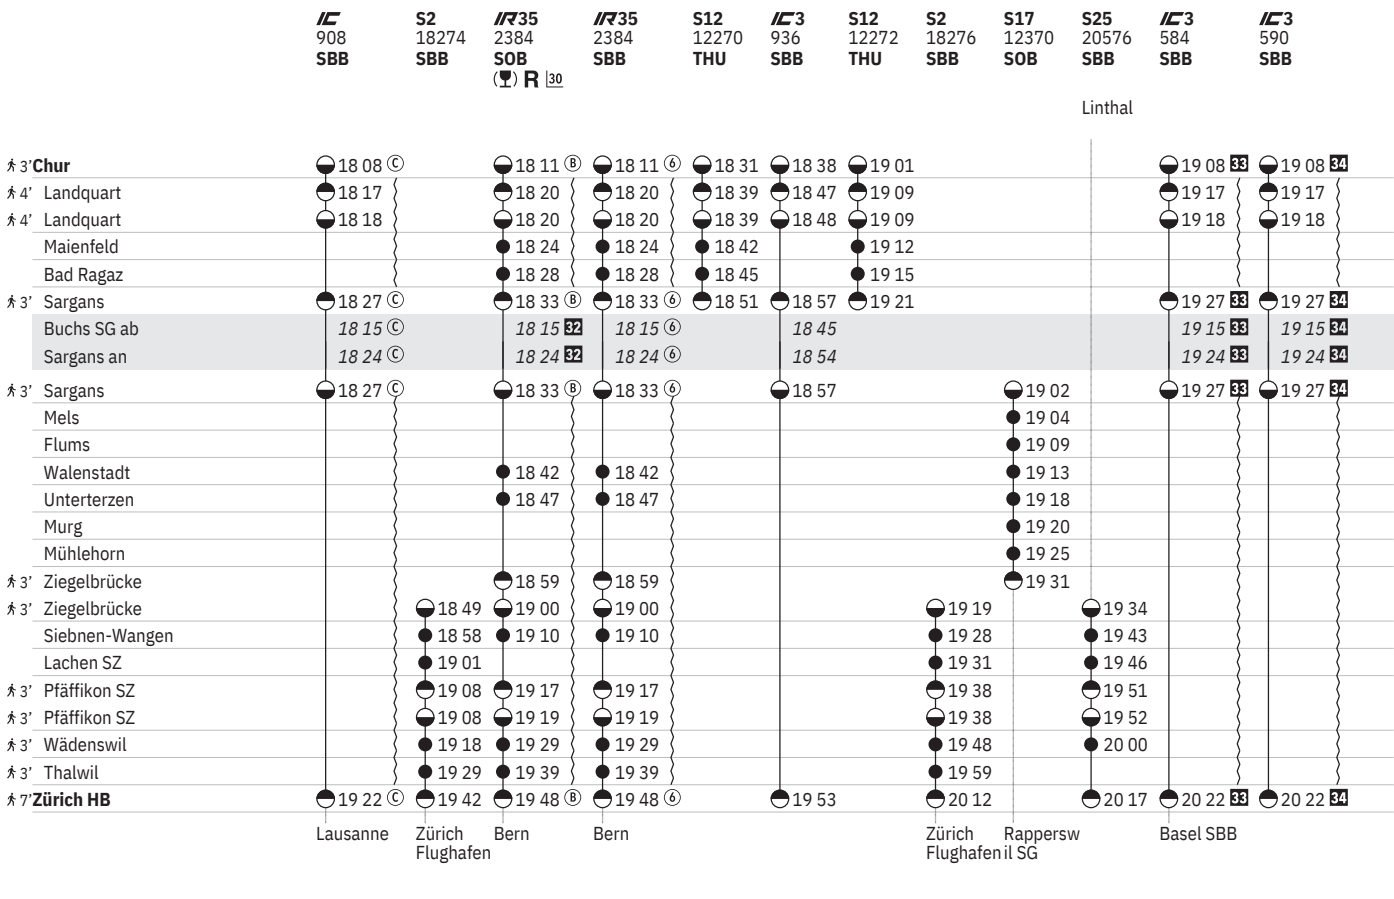 IC S2 IR35 IR35 S12 IC3 S12 S2 S17 S25 IC3 IC3
908 18274 2384 2384 12270 936 12272 18276 12370 20576 584 590
SBB SBB SOB SBB THU SBB THU SBB SOB SBB SBB SBB
R 30
Linthal
3’ Chur 18 08 C 18 11 B 18 11 6 18 31 18 38 19 01 19 08 33 19 08 34
4’ Landquart 18 17 18 20 18 20 18 39 18 47 19 09 19 17 19 17
4’ Landquart 18 18 18 20 18 20 18 39 18 48 19 09 19 18 19 18
Maienfeld 18 24 18 24 18 42 19 12
Bad Ragaz 18 28 18 28 18 45 19 15
3’ Sargans 18 27 C 18 33 B 18 33 6 18 51 18 57 19 21 19 27 33 19 27 34
Buchs SG ab 18 15 C 18 15 32 18 15 6 18 45 19 15 33 19 15 34
Sargans an 18 24 C 18 24 32 18 24 6 18 54 19 24 33 19 24 34
3’ Sargans 18 27 C 18 33 B 18 33 6 18 57 19 02 19 27 33 19 27 34
Mels 19 04
Flums 19 09
Walenstadt 18 42 18 42 19 13
Unterterzen 18 47 18 47 19 18
Murg 19 20
Mühlehorn 19 25
3’ Ziegelbrücke 18 59 18 59 19 31
3’ Ziegelbrücke 18 49 19 00 19 00 19 19 19 34
Siebnen-Wangen 18 58 19 10 19 10 19 28 19 43
Lachen SZ 19 01 19 31 19 46
3’ Pfäffikon SZ 19 08 19 17 19 17 19 38 19 51
3’ Pfäffikon SZ 19 08 19 19 19 19 19 38 19 52
3’ Wädenswil 19 18 19 29 19 29 19 48 20 00
3’ Thalwil 19 29 19 39 19 39 19 59
7’ Zürich HB 19 22 C 19 42 19 48 B 19 48 6 19 53 20 12 20 17 20 22 33 20 22 34
Lausanne Zürich Bern Bern Zürich Rappersw Basel SBB
Flughafen Flughafen il SG